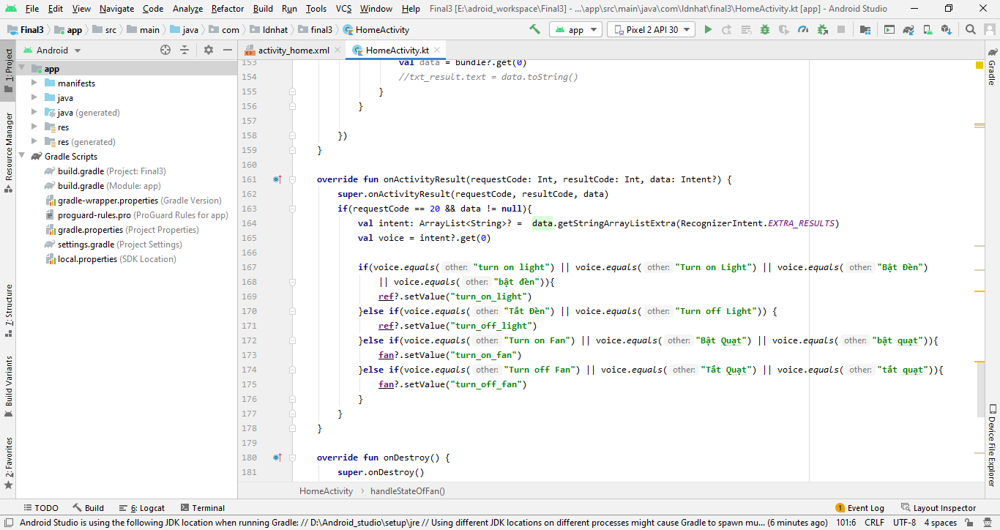 File Edit View Navigate Code Analyze Refactor Build Run Tools VCS Window Help Final3 [E:\adroid_workspace\Final3] - ...\app\src\main\java\com\ldnhat\final3\HomeActivity.kt [app] - Android Studio
Final3 app src main java com ldnhat final3 HomeActivity app Pixel 2 API 30
Android
activity_home.xml HomeActivity.kt
1: Project
Resource Manager
7: Structure
Build Variants
2: Favorites
app
manifests
java
java (generated)
res
res (generated)
Gradle Scripts
build.gradle (Project: Final3)
build.gradle (Module: app)
gradle-wrapper.properties (Gradle Version)
proguard-rules.pro (ProGuard Rules for app)
gradle.properties (Project Properties)
settings.gradle (Project Settings)
local.properties (SDK Location)
153 val data = bundle?.get(0)
154 //txt_result.text = data.toString()
155 }
156 }
157
158 })
159 }
160
161 override fun onActivityResult(requestCode: Int, resultCode: Int, data: Intent?) {
162 super.onActivityResult(requestCode, resultCode, data)
163 if(requestCode == 20 && data != null){
164 val intent: ArrayList<String>? = data.getStringArrayListExtra(RecognizerIntent.EXTRA_RESULTS)
165 val voice = intent?.get(0)
166
167 if(voice.equals( other: "turn on light") || voice.equals( other: "Turn on Light") || voice.equals( other: "Bật Đèn")
168 || voice.equals( other: "bật đèn")){
169 ref?.setValue("turn_on_light")
170 }else if(voice.equals( other: "Tắt Đèn") || voice.equals( other: "Turn off Light")) {
171 ref?.setValue("turn_off_light")
172 }else if(voice.equals( other: "Turn on Fan") || voice.equals( other: "Bật Quạt") || voice.equals( other: "bật quạt")){
173 fan?.setValue("turn_on_fan")
174 }else if(voice.equals( other: "Turn off Fan") || voice.equals( other: "Tắt Quạt") || voice.equals( other: "tắt quạt")){
175 fan?.setValue("turn_off_fan")
176 }
177 }
178 }
179
180 override fun onDestroy() {
181 super.onDestroy()
HomeActivity handleStateOfFan()
Gradle
Device File Explorer
TODO Build 6: Logcat Terminal 1 Event Log Layout Inspector
Android Studio is using the following JDK location when running Gradle: // D:\Android_studio\setup\jre // Using different JDK locations on different processes might cause Gradle to spawn mu... (6 minutes ago) 101:6 CRLF UTF-8 4 spaces